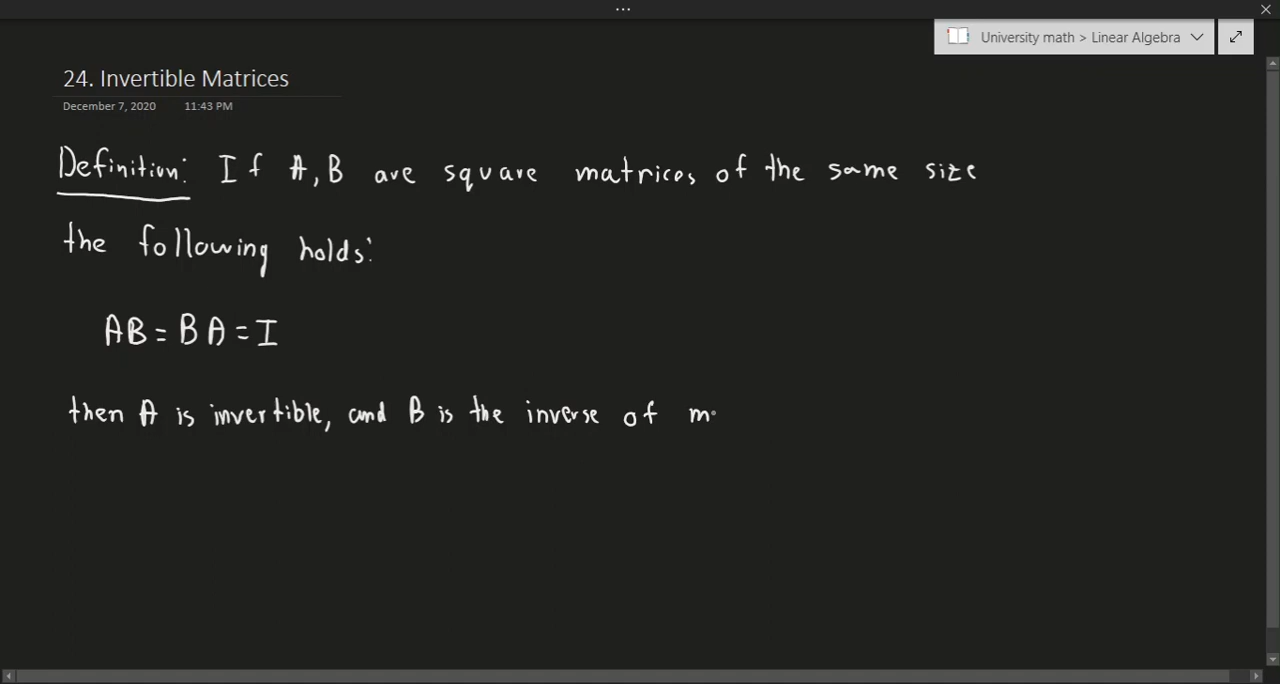 ...
University math > Linear Algebra
24. Invertible Matrices
December 7, 2020 11:43 PM
Definition: If A, B are square matrices of the same size
the following holds:
AB = BA = I
then A is invertible, and B is the inverse of m